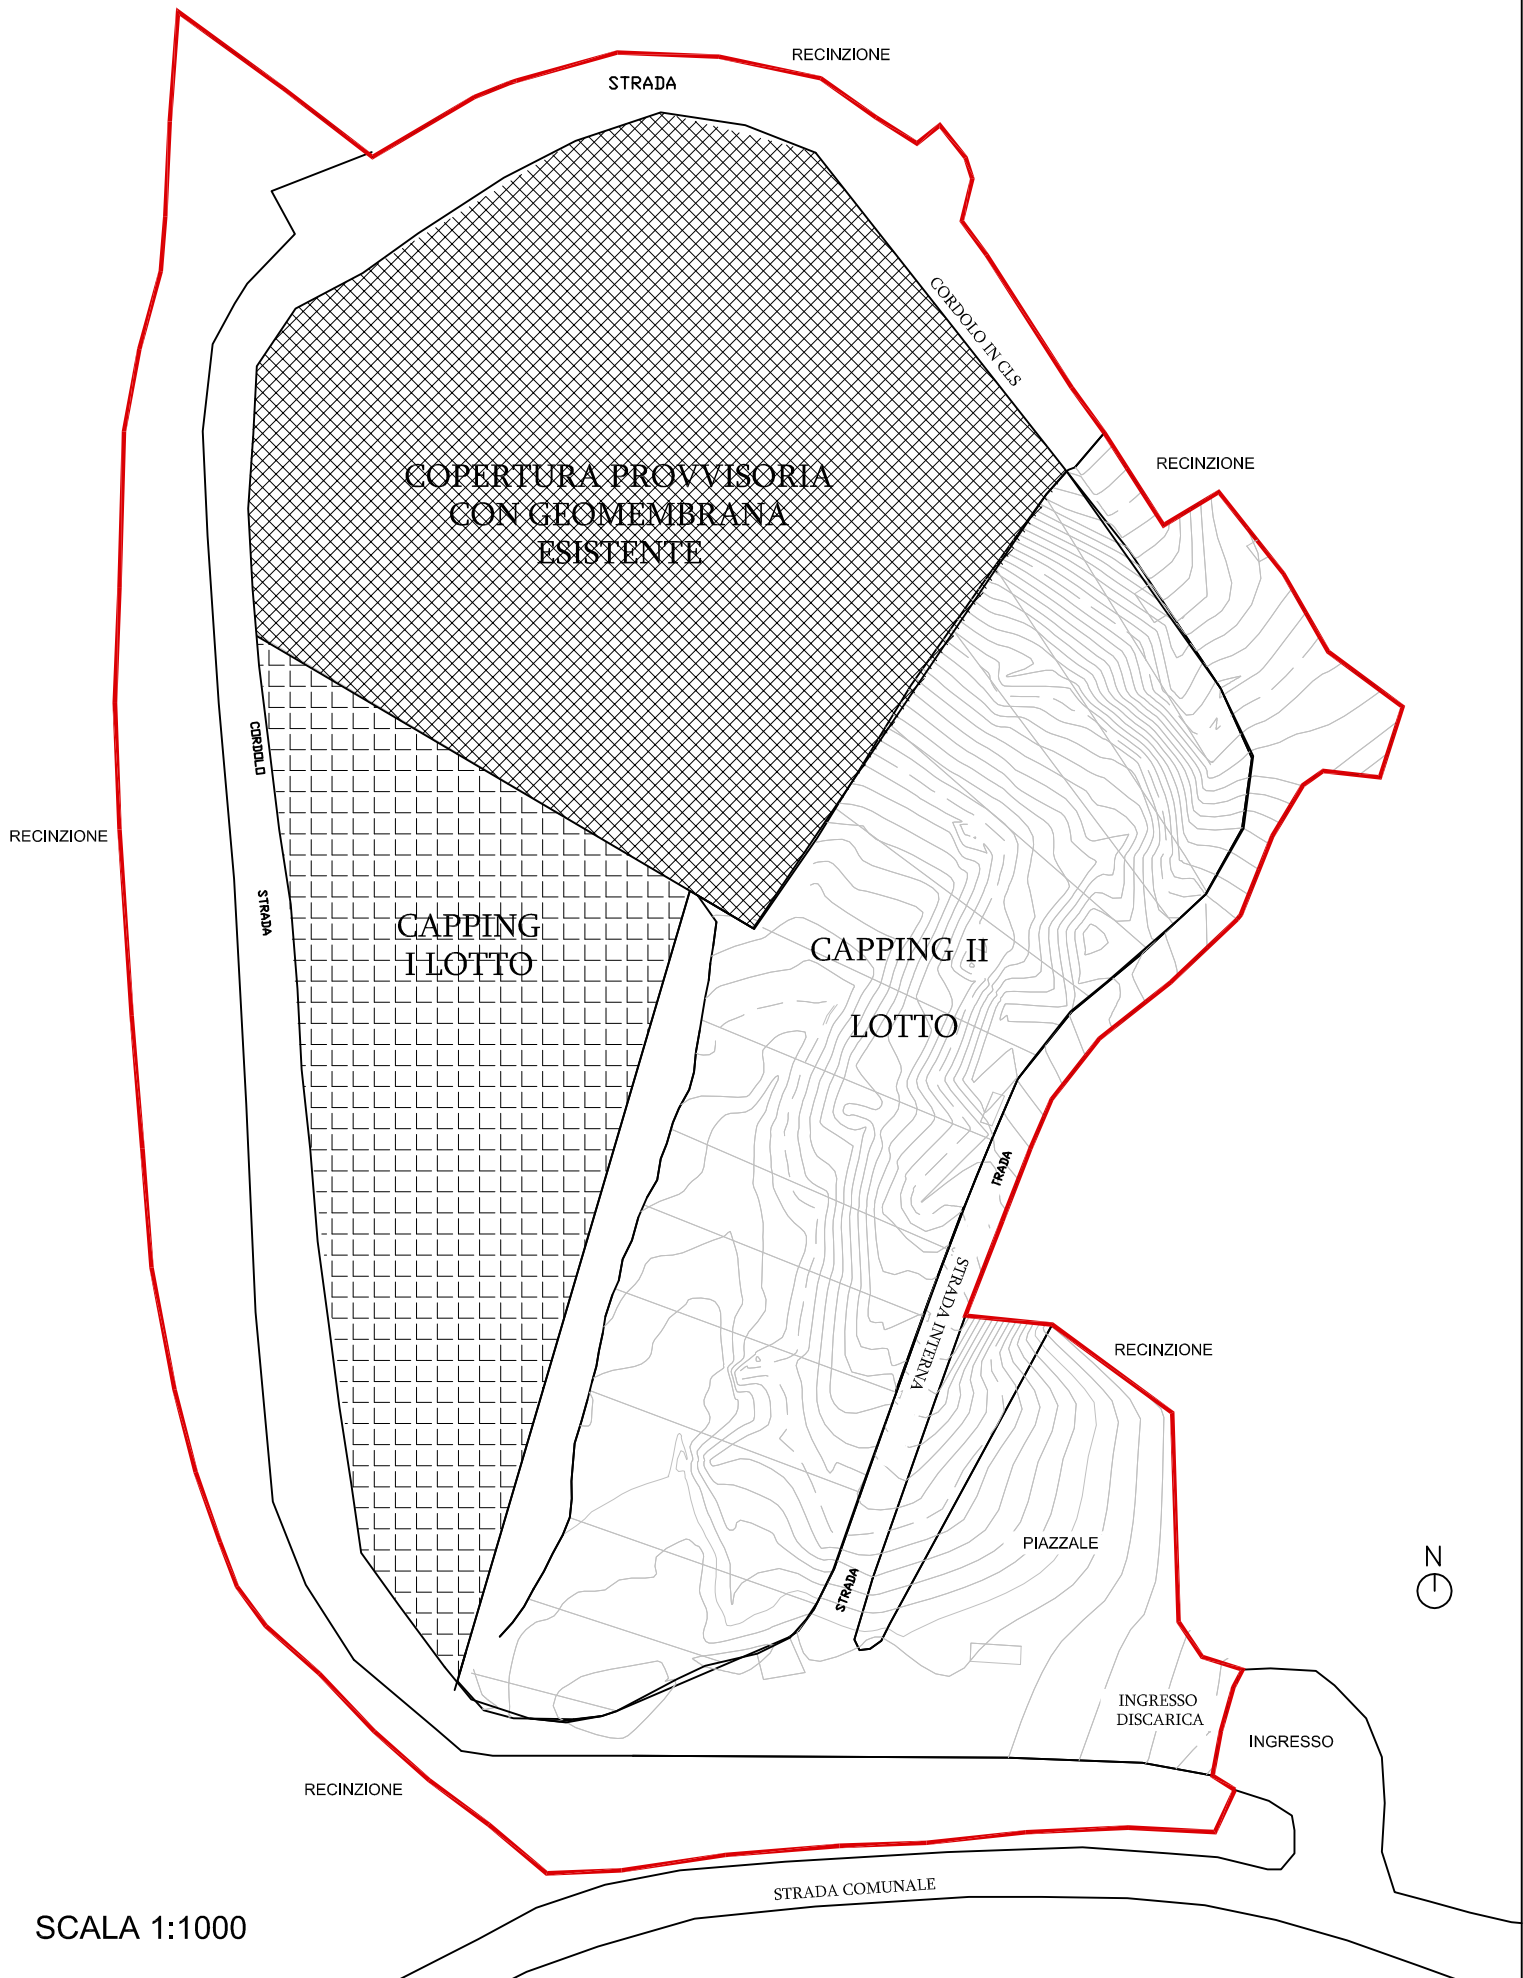 RECINZIONE
STRADA
CORDOLO IN CLS
RECINZIONE
COPERTURA PROVVISORIA
CON GEOMEMBRANA
ESISTENTE
CORDOLO
RECINZIONE
STRADA
CAPPING
I LOTTO
CAPPING II
LOTTO
TRADA
STRADA INTERNA
RECINZIONE
PIAZZALE
N
STRADA
INGRESSO
DISCARICA
INGRESSO
RECINZIONE
STRADA COMUNALE
SCALA 1:1000